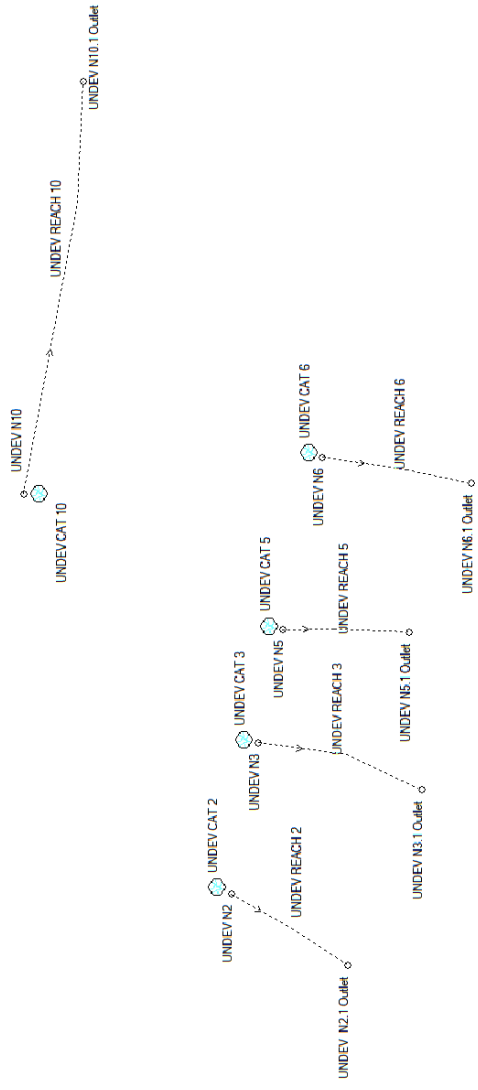 UNDEV N10.1 Outlet
UNDEV REACH 10
UNDEV N10
UNDEV CAT 10
UNDEV CAT 6
UNDEV N6
UNDEV REACH 6
UNDEV N6.1 Outlet
UNDEV CAT 5
UNDEV N5
UNDEV REACH 5
UNDEV N5.1 Outlet
UNDEV CAT 3
UNDEV N3
UNDEV REACH 3
UNDEV N3.1 Outlet
UNDEV CAT 2
UNDEV N2
UNDEV REACH 2
UNDEV N2.1 Outlet